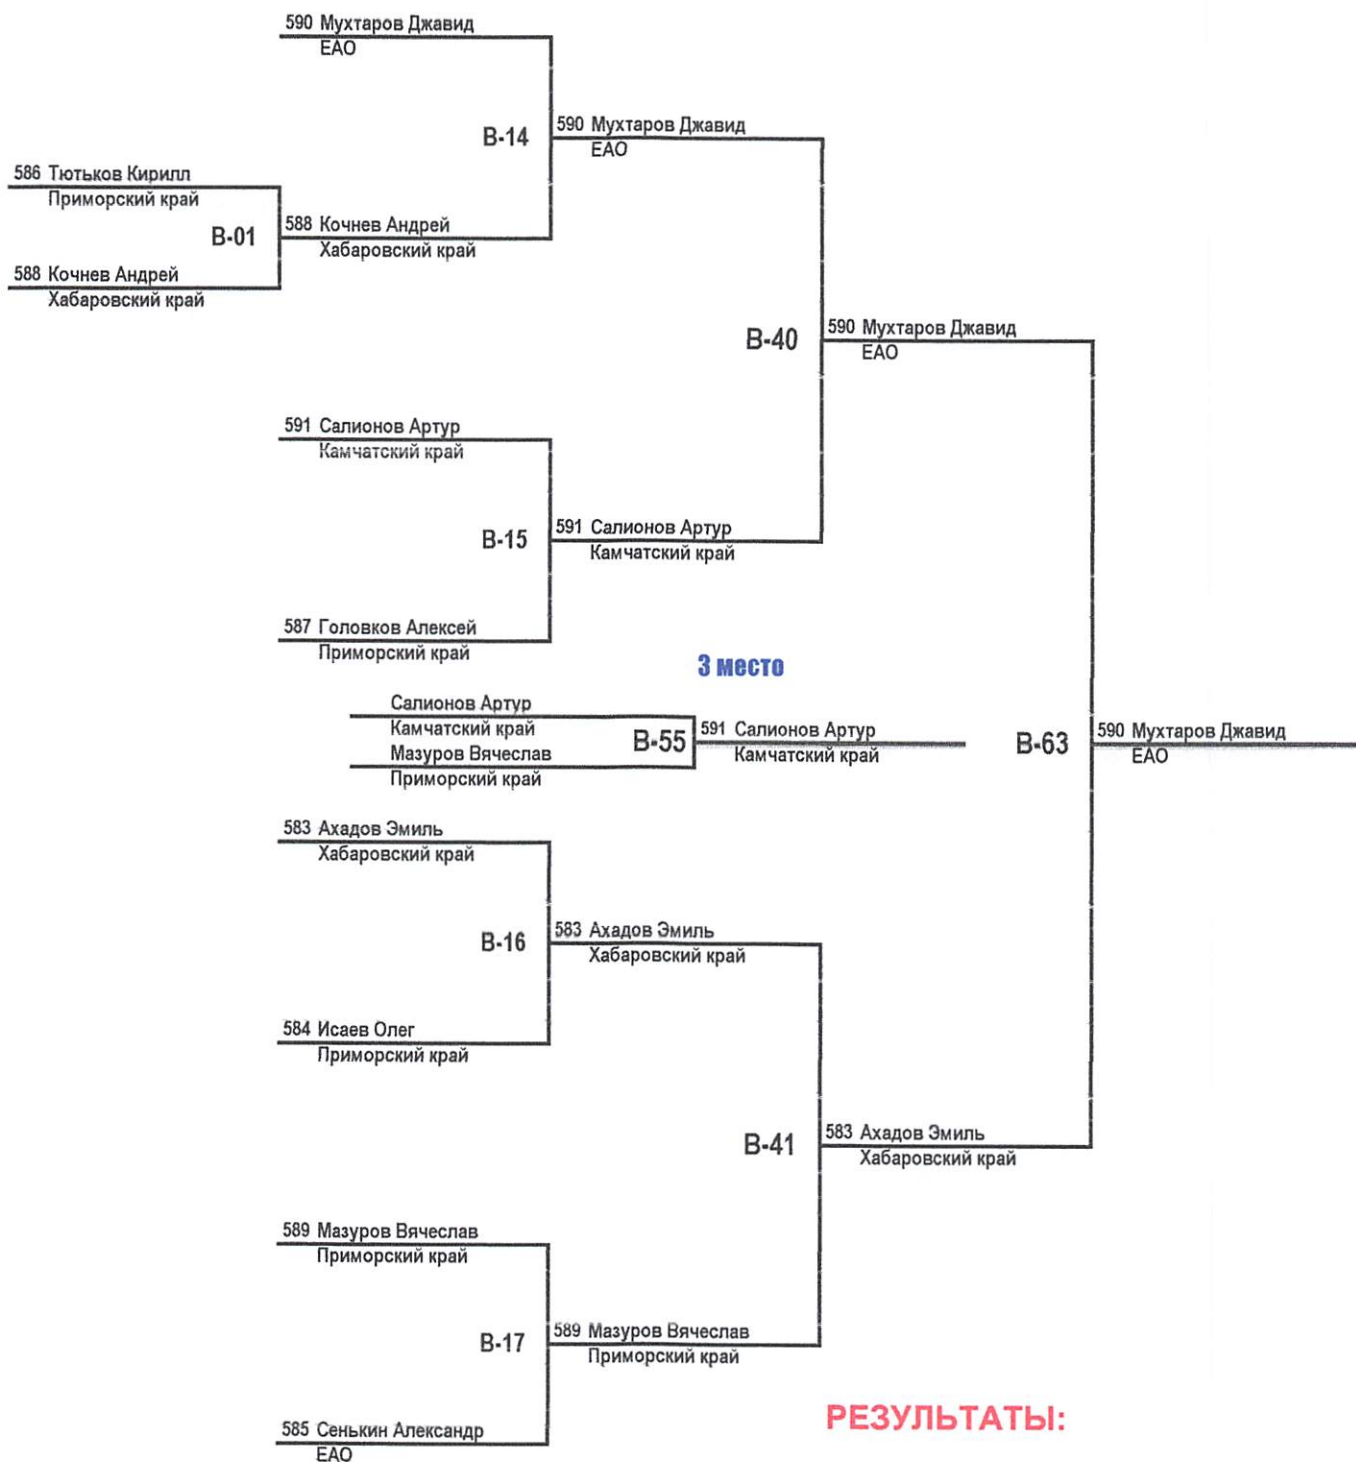 590 Мухтаров Джавид
ЕАО
B-14
590 Мухтаров Джавид
ЕАО
586 Тютьков Кирилл
Приморский край
B-01
588 Кочнев Андрей
Хабаровский край
588 Кочнев Андрей
Хабаровский край
B-40
590 Мухтаров Джавид
ЕАО
591 Салионов Артур
Камчатский край
B-15
591 Салионов Артур
Камчатский край
587 Головков Алексей
Приморский край
3 место
Салионов Артур
Камчатский край
Мазуров Вячеслав
Приморский край
B-55
591 Салионов Артур
Камчатский край
B-63
590 Мухтаров Джавид
ЕАО
583 Ахадов Эмиль
Хабаровский край
B-16
583 Ахадов Эмиль
Хабаровский край
584 Исаев Олег
Приморский край
B-41
583 Ахадов Эмиль
Хабаровский край
589 Мазуров Вячеслав
Приморский край
B-17
589 Мазуров Вячеслав
Приморский край
585 Сенькин Александр
ЕАО
РЕЗУЛЬТАТЫ: